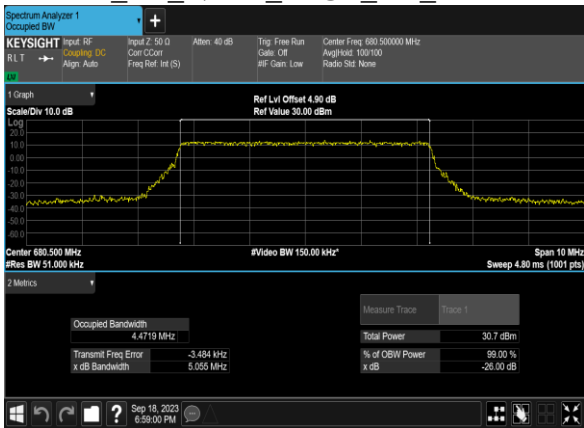 Spectrum Analyzer 1
Occupied BW
+
KEYSIGHT Input: RF Input Z: 50 Ω Atten: 40 dB Trig: Free Run Center Freq: 680.500000 MHz
RLT Coupling: DC Corr CCorr Gate: Off Avg|Hold: 100/100
Align: Auto Freq Ref: Int (S) #IF Gain: Low Radio Std: None
LU
1 Graph
Ref Lvl Offset 4.90 dB
Scale/Div 10.0 dB Ref Value 30.00 dBm
Log
20.0
10.0
0.00
-10.0
-20.0
-30.0
-40.0
-50.0
-60.0
Center 680.500 MHz #Video BW 150.00 kHz* Span 10 MHz
#Res BW 51.000 kHz Sweep 4.80 ms (1001 pts)
2 Metrics
Measure Trace Trace 1
Occupied Bandwidth
4.4719 MHz Total Power 30.7 dBm
Transmit Freq Error -3.484 kHz % of OBW Power 99.00 %
x dB Bandwidth 5.055 MHz x dB -26.00 dB
? Sep 18, 2023
6:59:00 PM